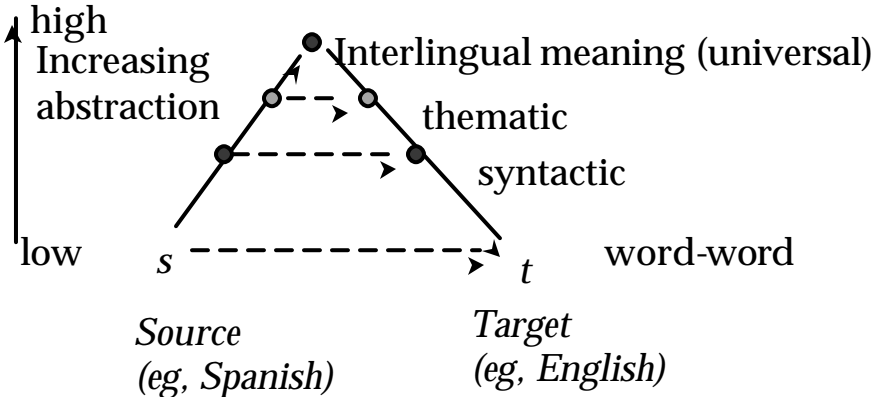 high
Increasing
abstraction
Interlingual meaning (universal)
thematic
syntactic
low
s
t
word-word
Source
(eg, Spanish)
Target
(eg, English)